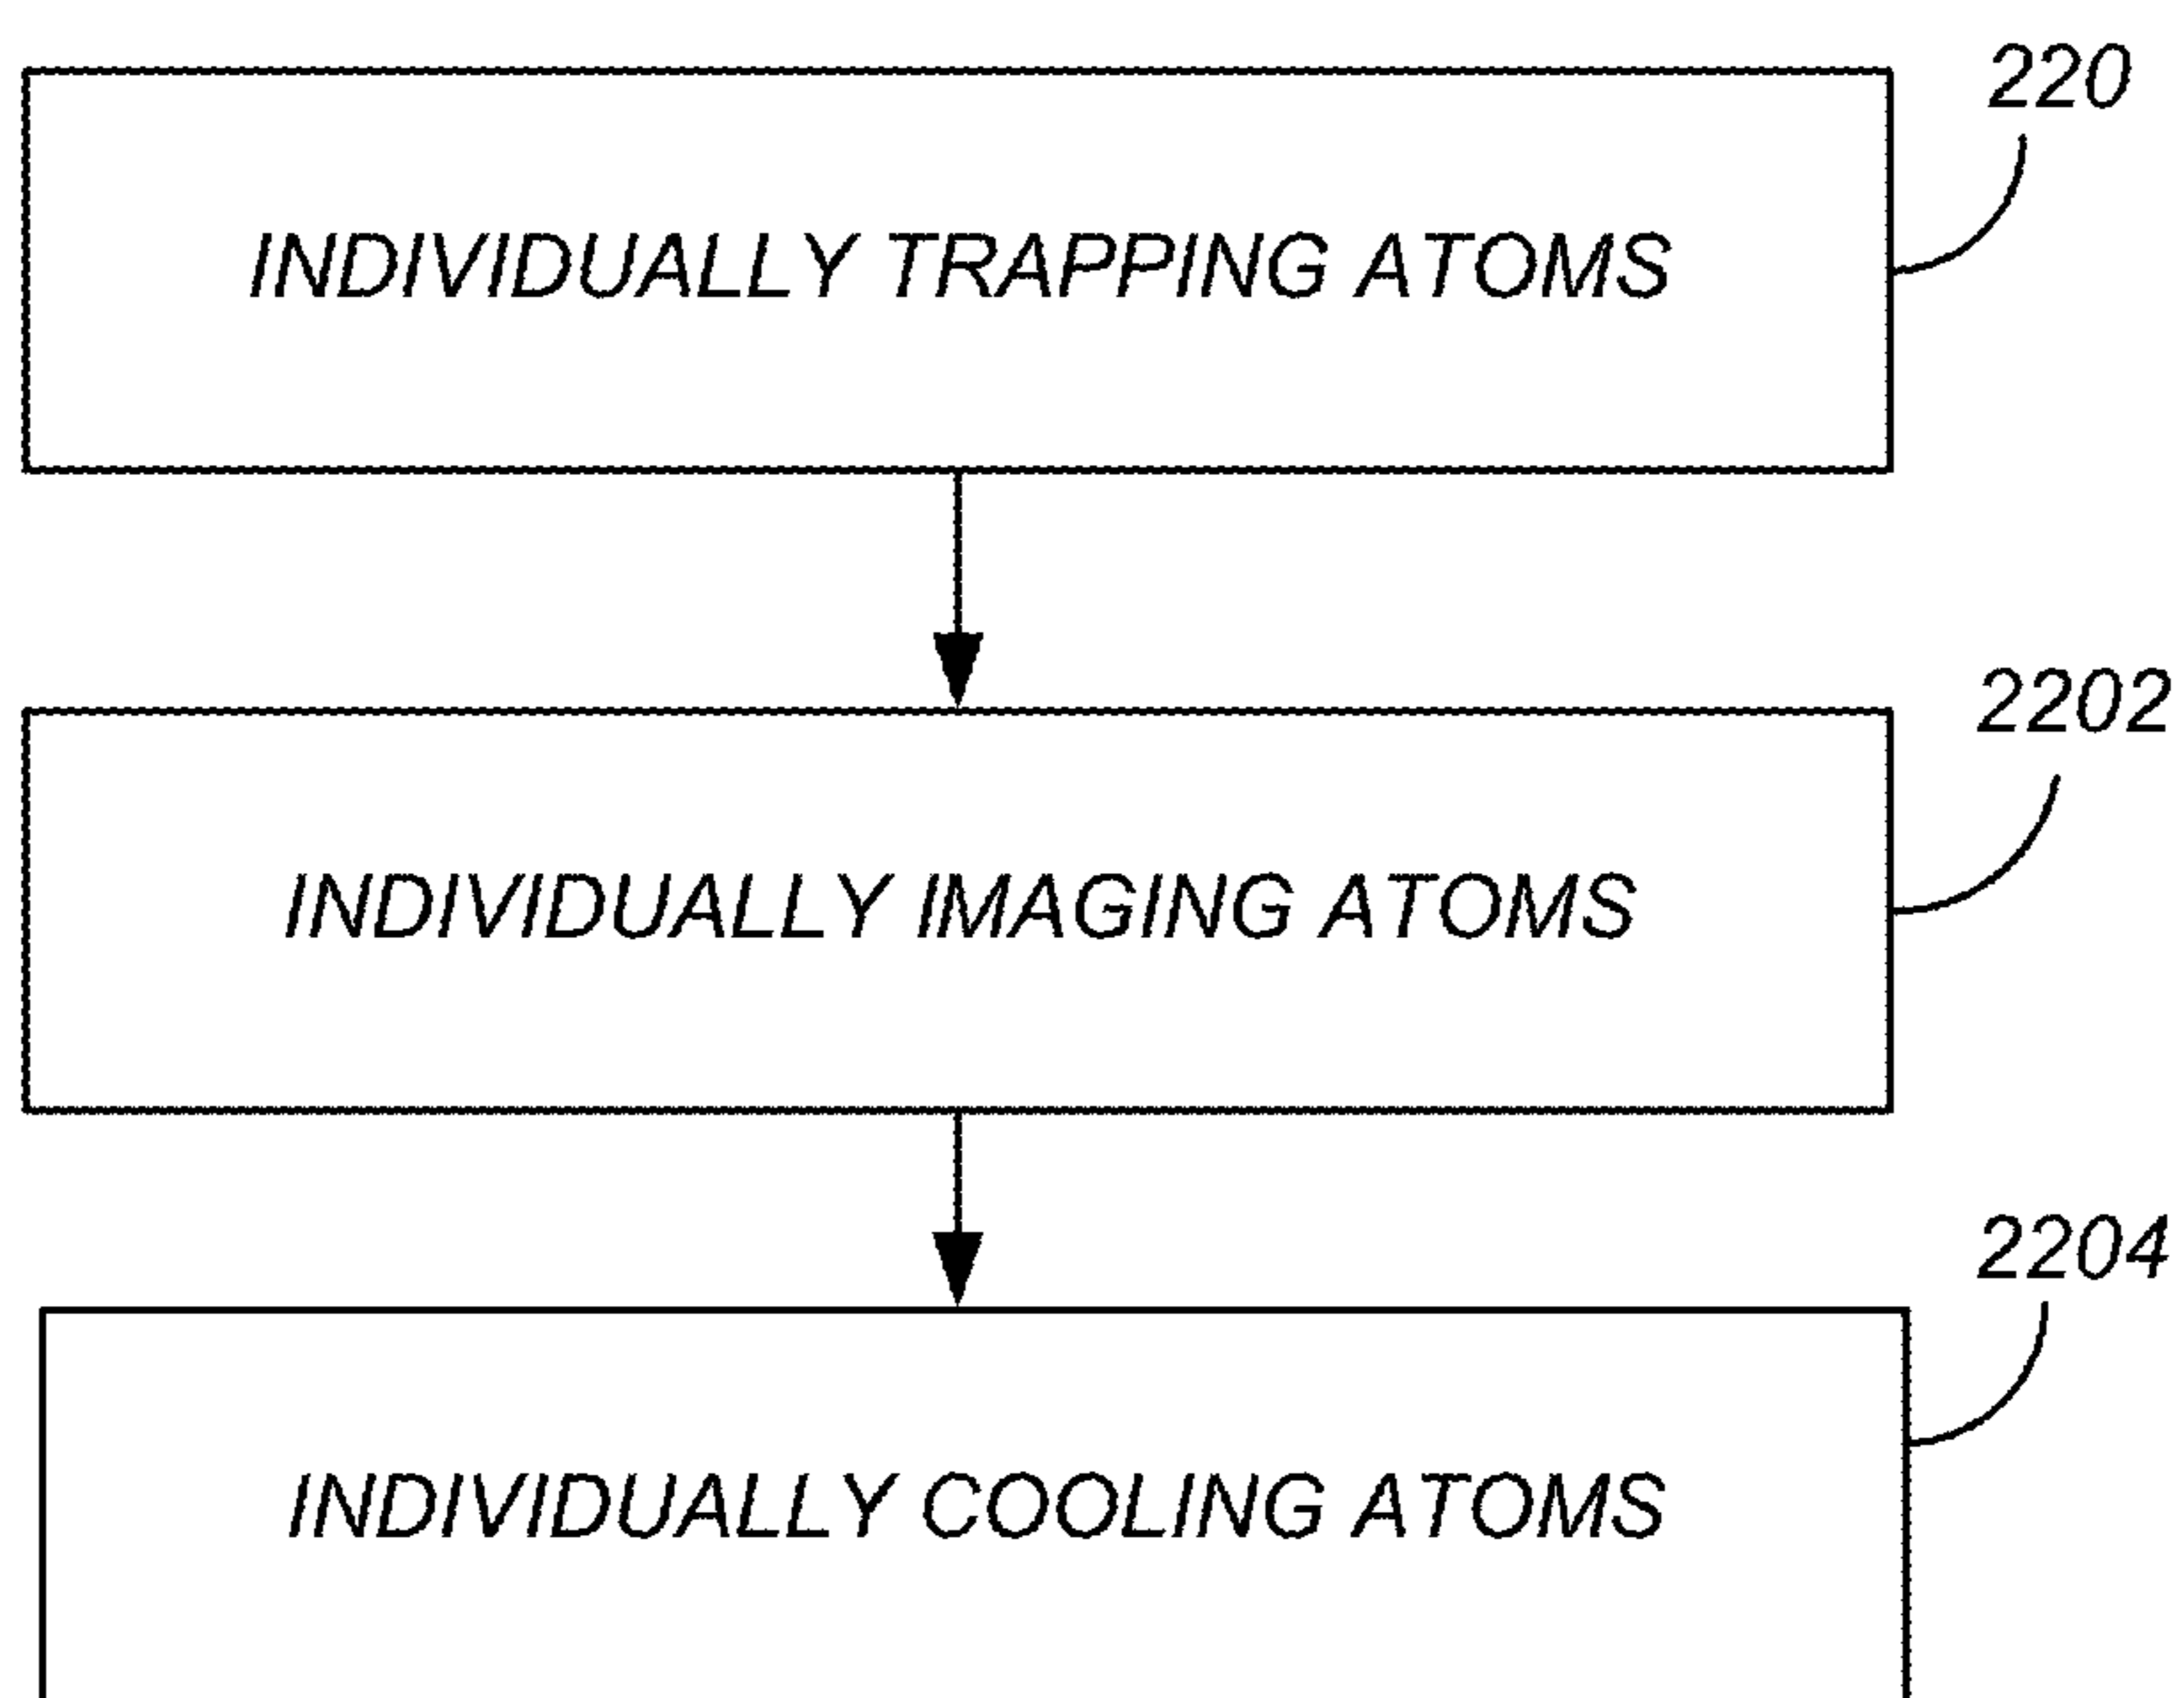 220
INDIVIDUALLY TRAPPING ATOMS
2202
INDIVIDUALLY IMAGING ATOMS
2204
INDIVIDUALLY COOLING ATOMS